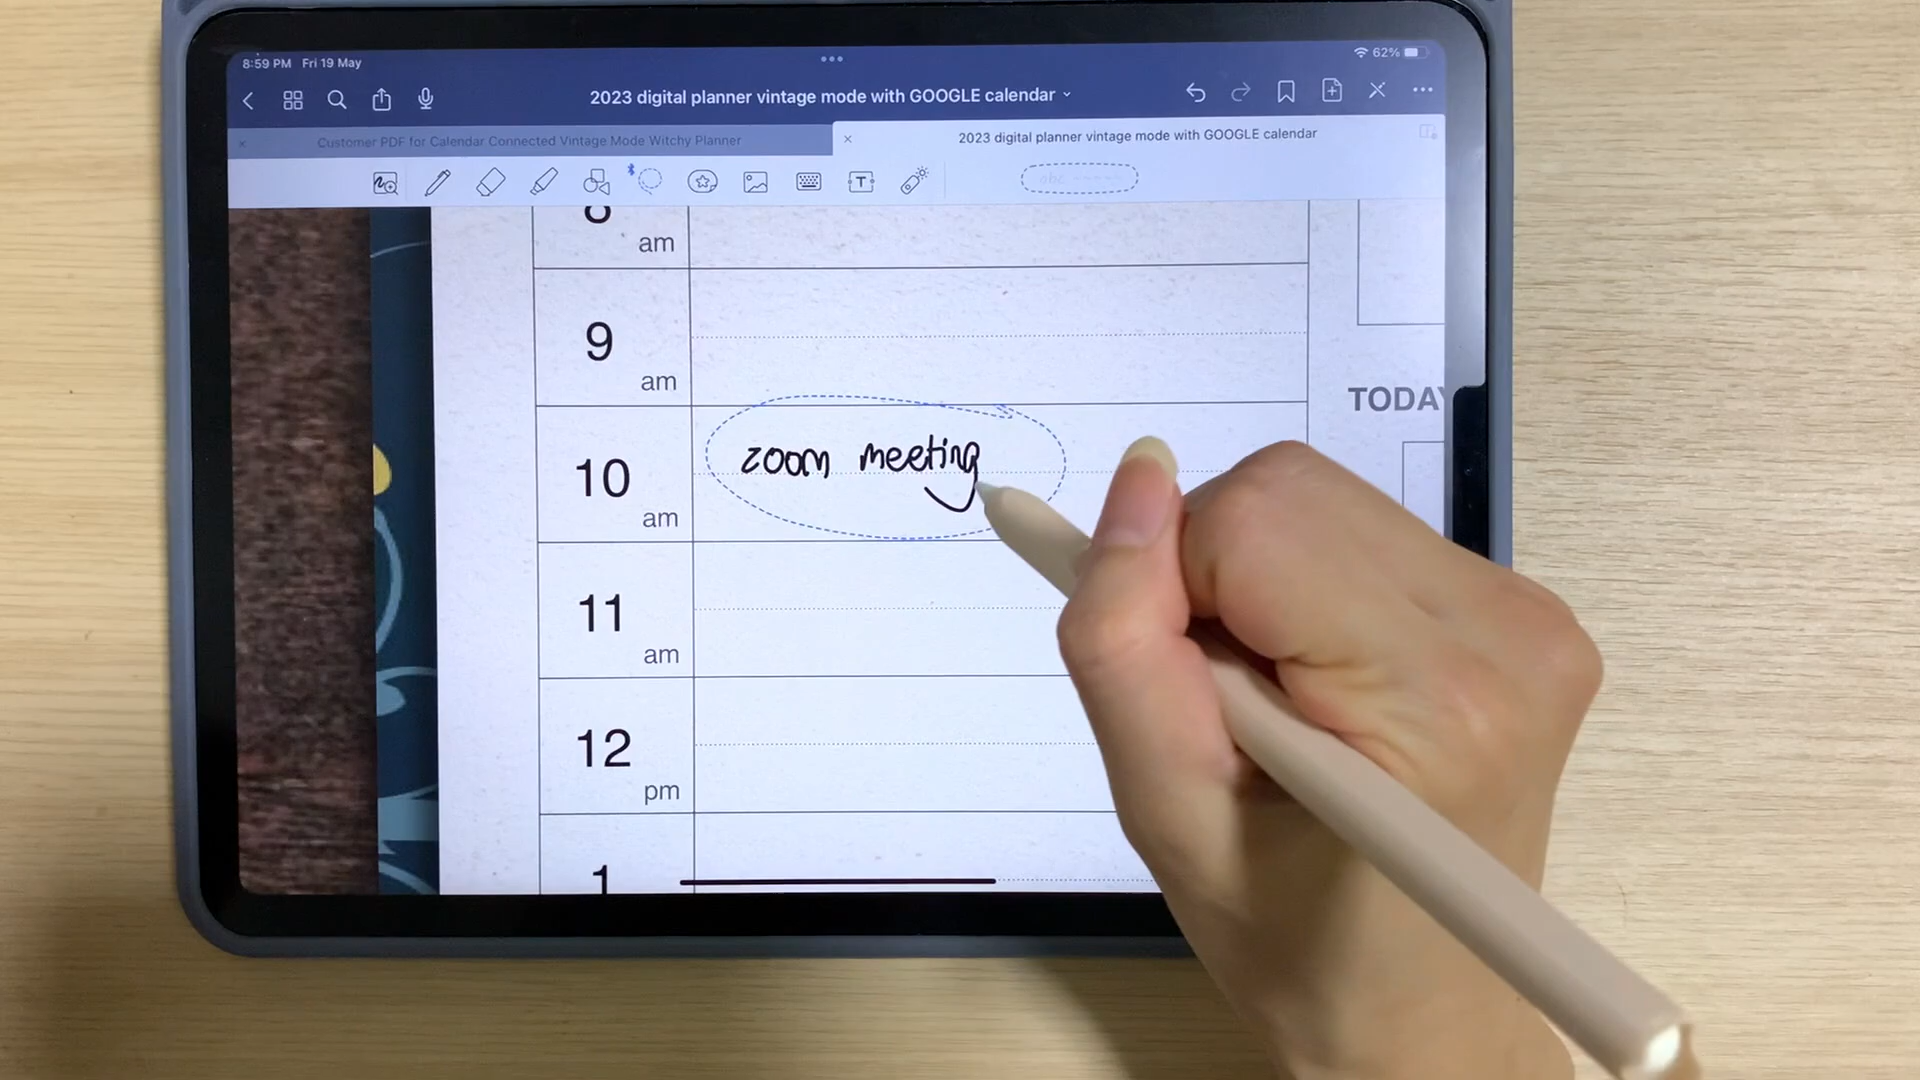 8:59 PM Fri 19 May
62%
2023 digital planner vintage mode with GOOGLE calendar
Customer PDF for Calendar Connected Vintage Mode Witchy Planner
2023 digital planner vintage mode with GOOGLE calendar
T
abc
am
9
am
TODAY
10
am
zoom meeting
11
am
12
pm
1